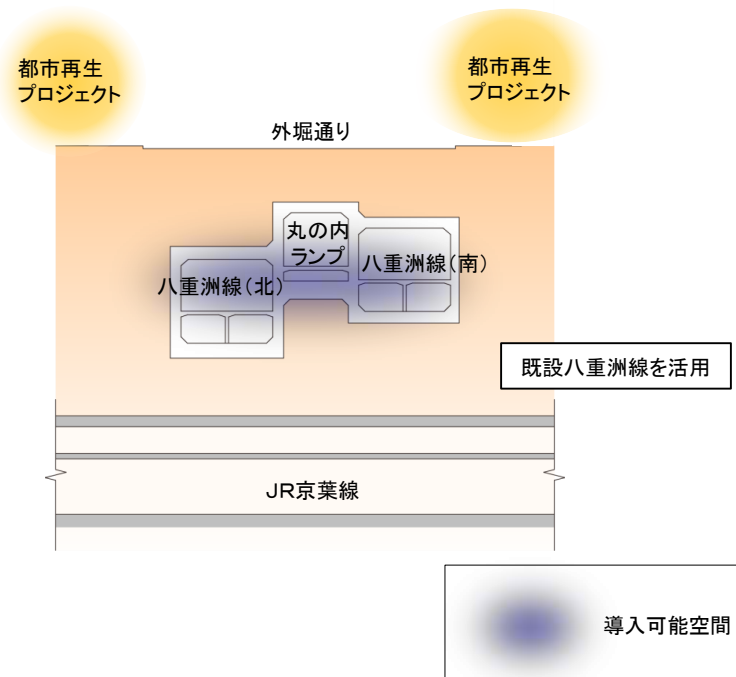 都市再生
プロジェクト
都市再生
プロジェクト
外堀通り
丸の内
ランプ
八重洲線（南）
八重洲線（北）
既設八重洲線を活用
ＪＲ京葉線
導入可能空間